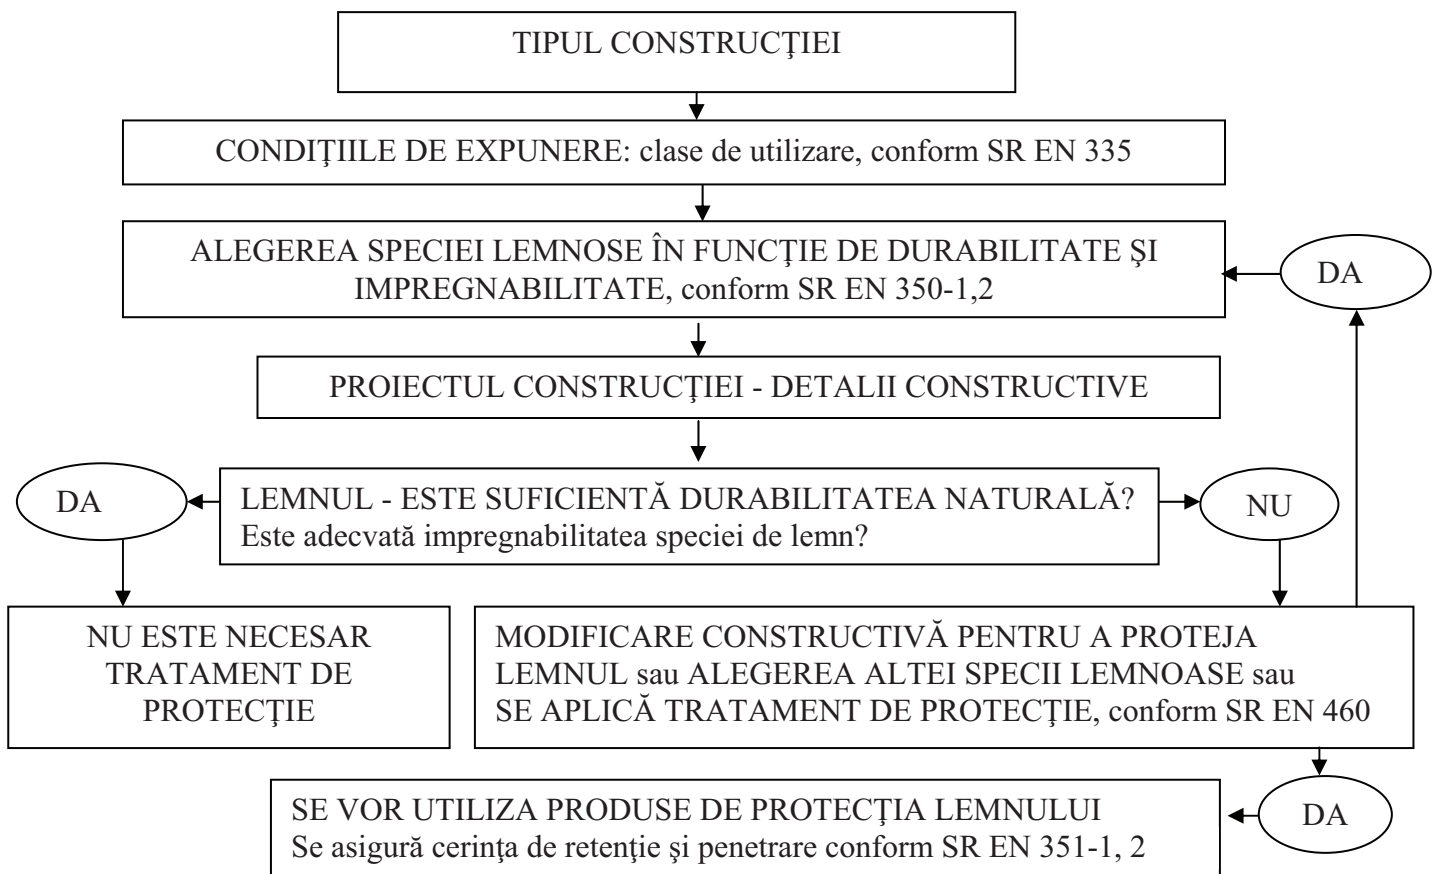 TIPUL CONSTRUCŢIEI
CONDIŢIILE DE EXPUNERE: clase de utilizare, conform SR EN 335
ALEGEREA SPECIEI LEMNOSE ÎN FUNCŢIE DE DURABILITATE ŞI
IMPREGNABILITATE, conform SR EN 350-1,2
DA
PROIECTUL CONSTRUCŢIEI - DETALII CONSTRUCTIVE
DA
LEMNUL - ESTE SUFICIENTĂ DURABILITATEA NATURALĂ?
Este adecvată impregnabilitatea speciei de lemn?
NU
NU ESTE NECESAR
TRATAMENT DE
PROTECŢIE
MODIFICARE CONSTRUCTIVĂ PENTRU A PROTEJA
LEMNUL sau ALEGEREA ALTEI SPECII LEMNOASE sau
SE APLICĂ TRATAMENT DE PROTECŢIE, conform SR EN 460
SE VOR UTILIZA PRODUSE DE PROTECŢIA LEMNULUI
Se asigură cerinţa de retenţie şi penetrare conform SR EN 351-1, 2
DA